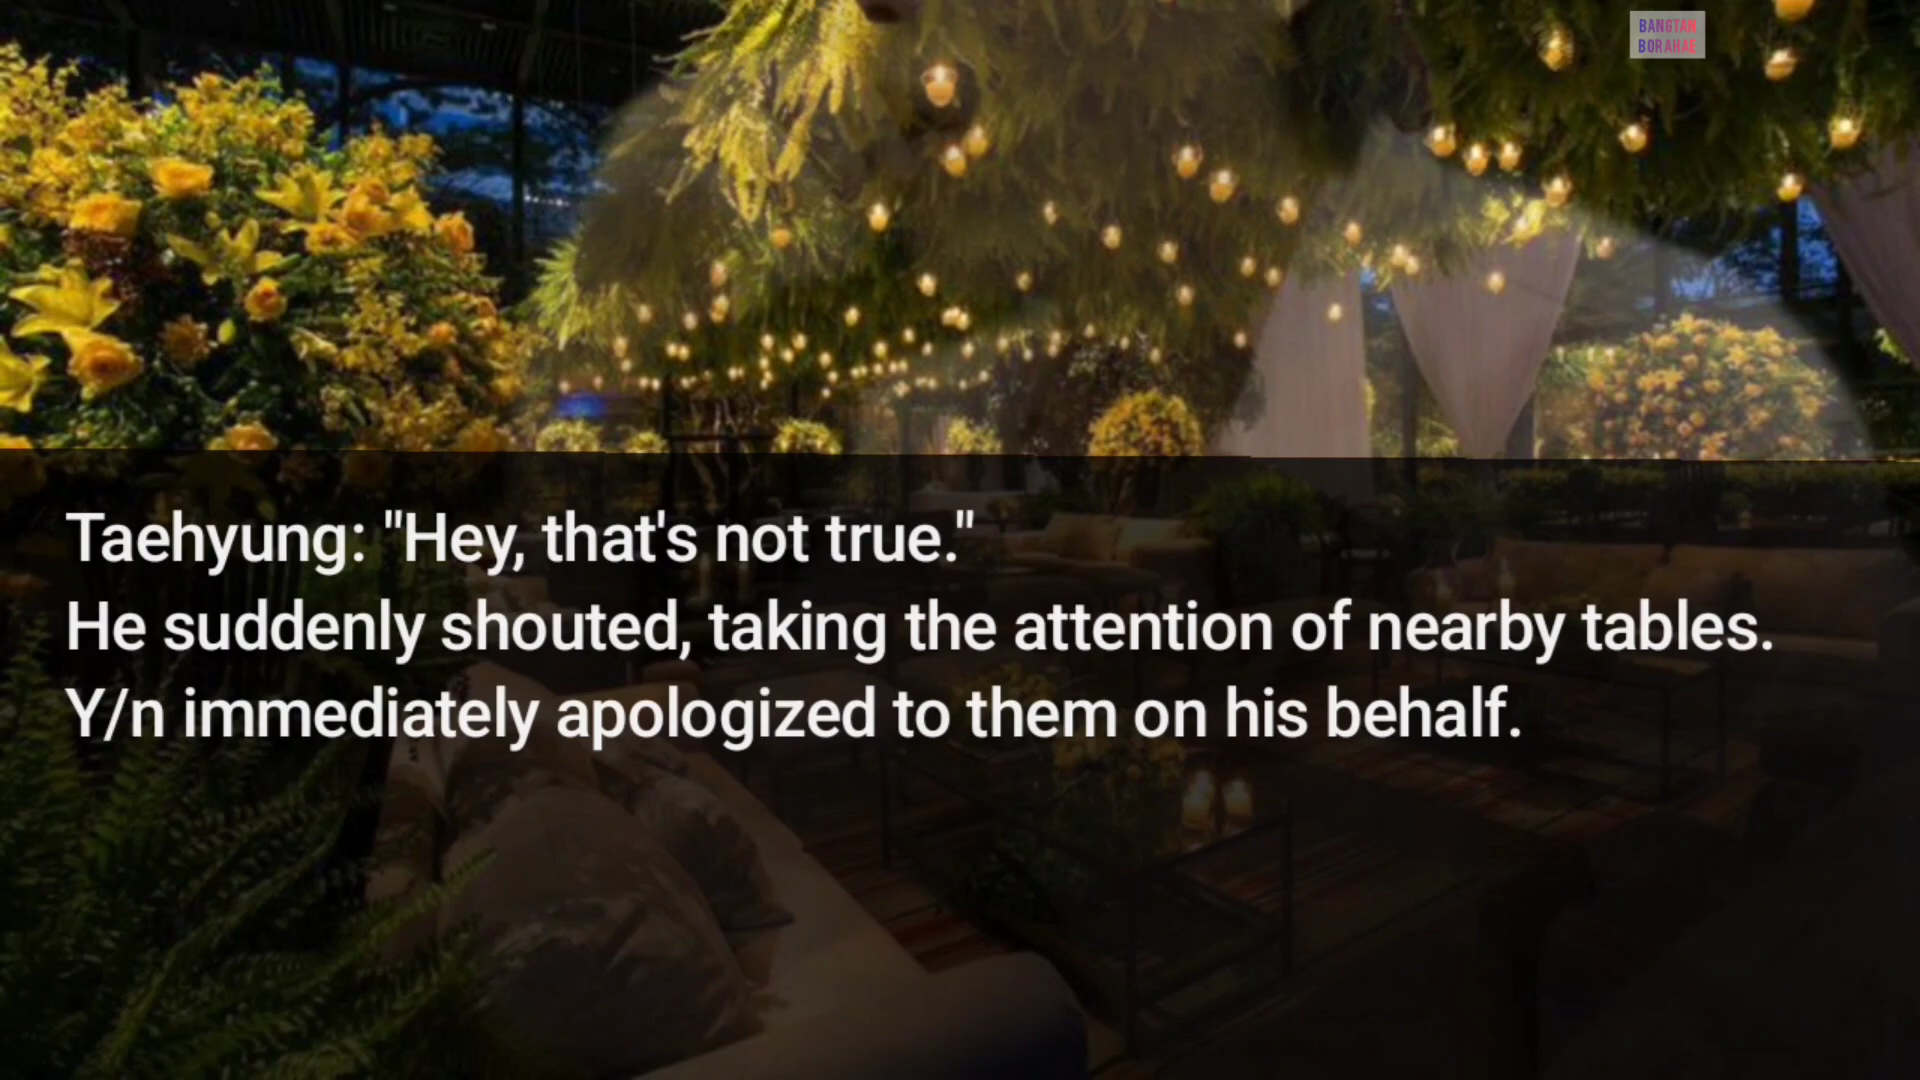 BANGTAN
BORAHAE
Taehyung: "Hey, that's not true."
He suddenly shouted, taking the attention of nearby tables.
Y/n immediately apologized to them on his behalf.